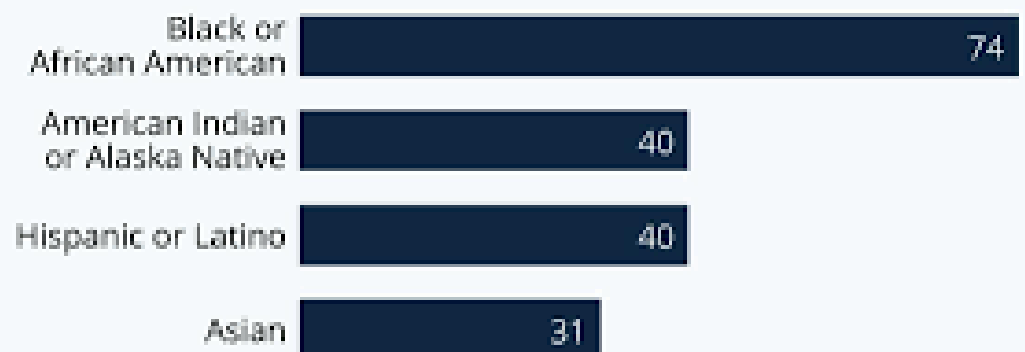 Black or
African American
74
American Indian
or Alaska Native
40
Hispanic or Latino
40
Asian
31